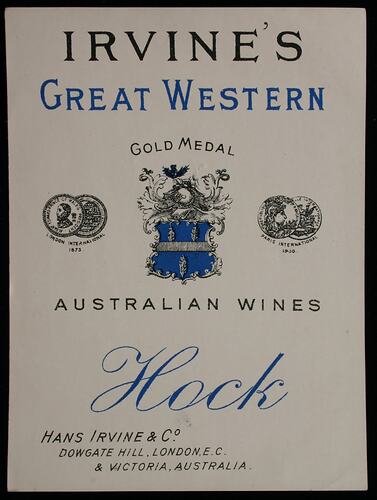 IRVINE'S
GREAT WESTERN
GOLD MEDAL
LONDON INTERNATIONAL
1873
PARIS INTERNATIONAL
AUSTRALIAN WINES
Hock
HANS IRVINE & Co
DOWGATE HILL, LONDON, E.C.
& VICTORIA, AUSTRALIA.